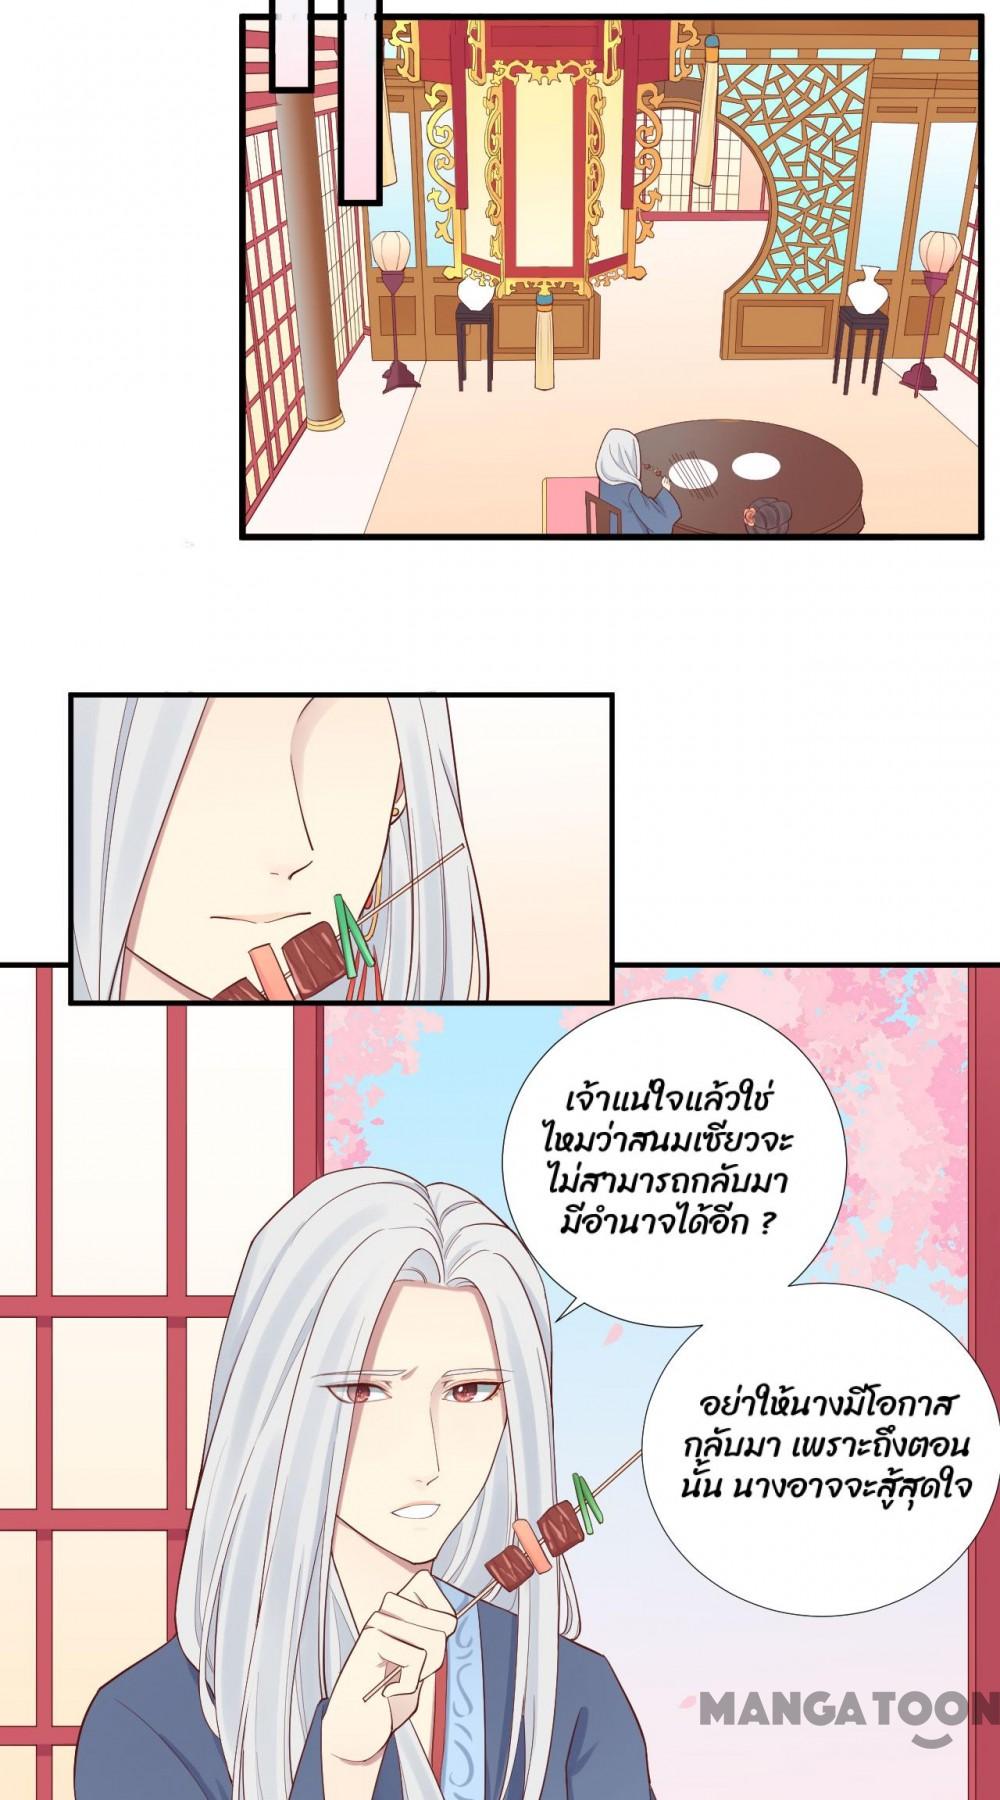 เจ้าแน่ใจแล้วใช่
ไหมว่าสนมเซียวจะ
ไม่สามารถกลับมา
มีอำนาจได้อีก ?
อย่าให้นางมีโอกาส
กลับมา เพราะถึงตอน
นั้น นางอาจจะสู้สุดใจ
MANGATOON